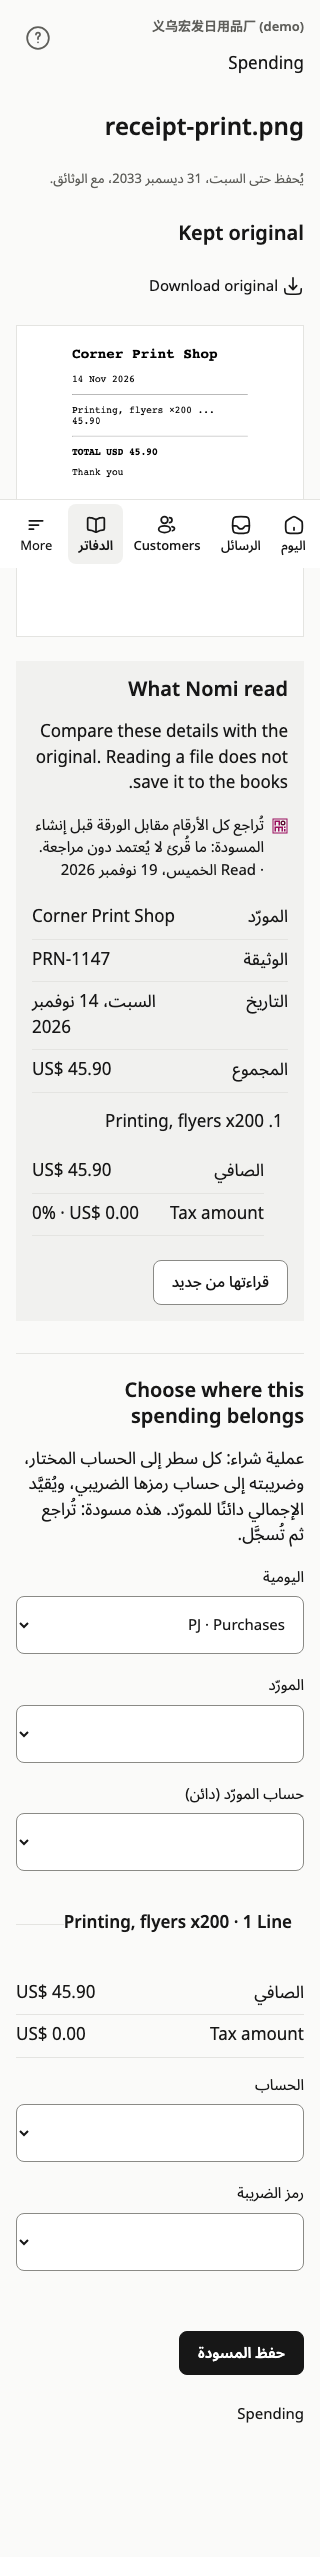 义乌宏发日用品厂 (demo)
Spending
receipt-print.png
يُحفظ حتى السبت، 31 ديسمبر 2033، مع الوثائق.
Kept original
Download original
Corner Print Shop
14 Nov 2026
Printing, flyers ×200 ...
45.90
TOTAL USD 45.90
Thank you
اليوم
الرسائل
Customers
الدفاتر
More
What Nomi read
Compare these details with the
original. Reading a file does not
save it to the books.
تُراجع كل الأرقام مقابل الورقة قبل إنشاء
المسودة: ما قُرئ لا يُعتمد دون مراجعة.
· Read الخميس، 19 نوفمبر 2026
المورّد Corner Print Shop
الوثيقة PRN-1147
التاريخ السبت، 14 نوفمبر
2026
المجموع US$ 45.90
1. Printing, flyers x200
الصافي US$ 45.90
Tax amount 0% · US$ 0.00
قراءتها من جديد
Choose where this
spending belongs
عملية شراء: كل سطر إلى الحساب المختار،
وضريبته إلى حساب رمزها الضريبي، ويُقيَّد
الإجمالي دائنًا للمورّد. هذه مسودة: تُراجع
ثم تُسجَّل.
اليومية
PJ · Purchases
المورّد
حساب المورّد (دائن)
Printing, flyers x200 · 1 Line
الصافي US$ 45.90
Tax amount US$ 0.00
الحساب
رمز الضريبة
حفظ المسودة
Spending